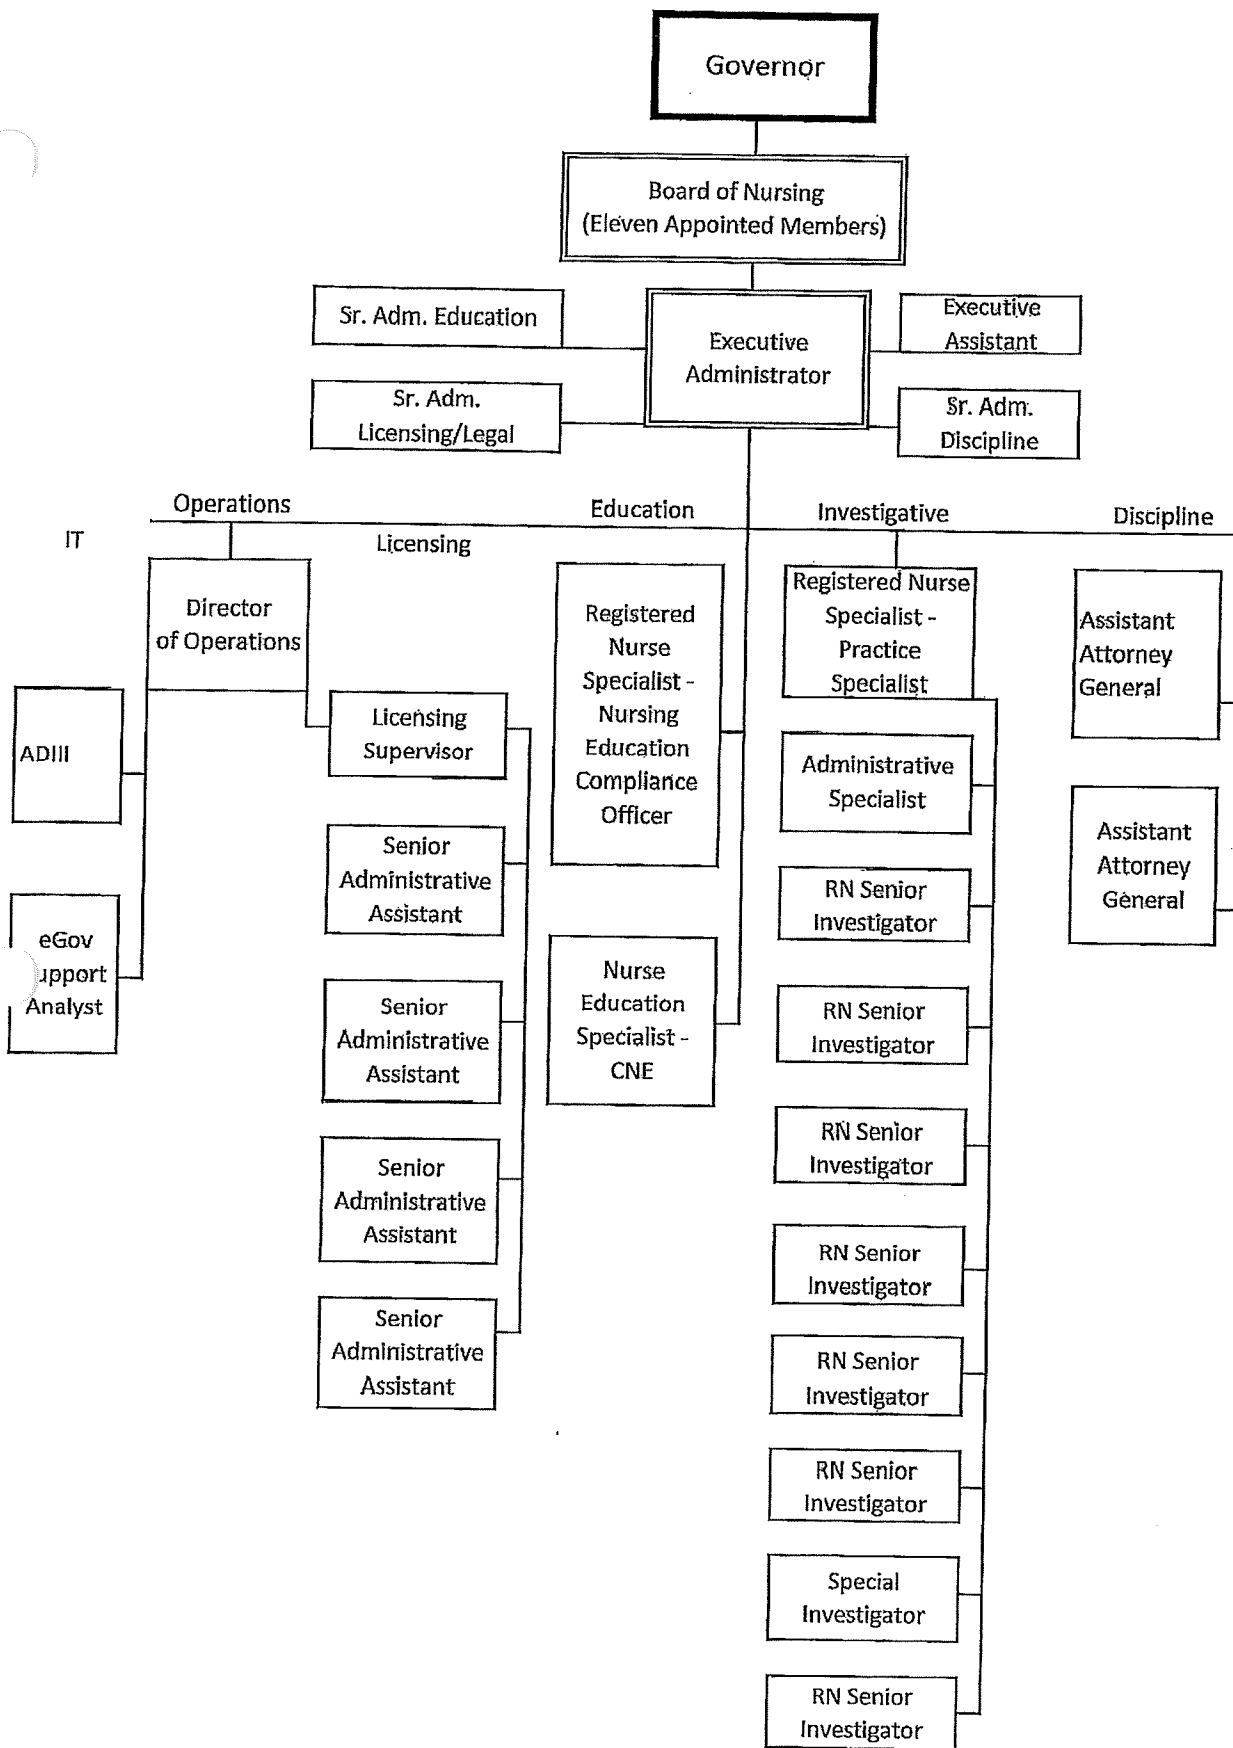 Governor
Board of Nursing
(Eleven Appointed Members)
Sr. Adm. Education
Executive
Administrator
Executive
Assistant
Sr. Adm.
Licensing/Legal
Sr. Adm.
Discipline
Operations
Education
Investigative
Discipline
IT
Licensing
Director
of Operations
ADIII
eGov
upport
Analyst
Licensing
Supervisor
Senior
Administrative
Assistant
Senior
Administrative
Assistant
Senior
Administrative
Assistant
Senior
Administrative
Assistant
Registered
Nurse
Specialist -
Nursing
Education
Compliance
Officer
Nurse
Education
Specialist -
CNE
Registered Nurse
Specialist -
Practice
Specialist
Administrative
Specialist
RN Senior
Investigator
RN Senior
Investigator
RN Senior
Investigator
RN Senior
Investigator
RN Senior
Investigator
RN Senior
Investigator
Special
Investigator
RN Senior
Investigator
Assistant
Attorney
General
Assistant
Attorney
General